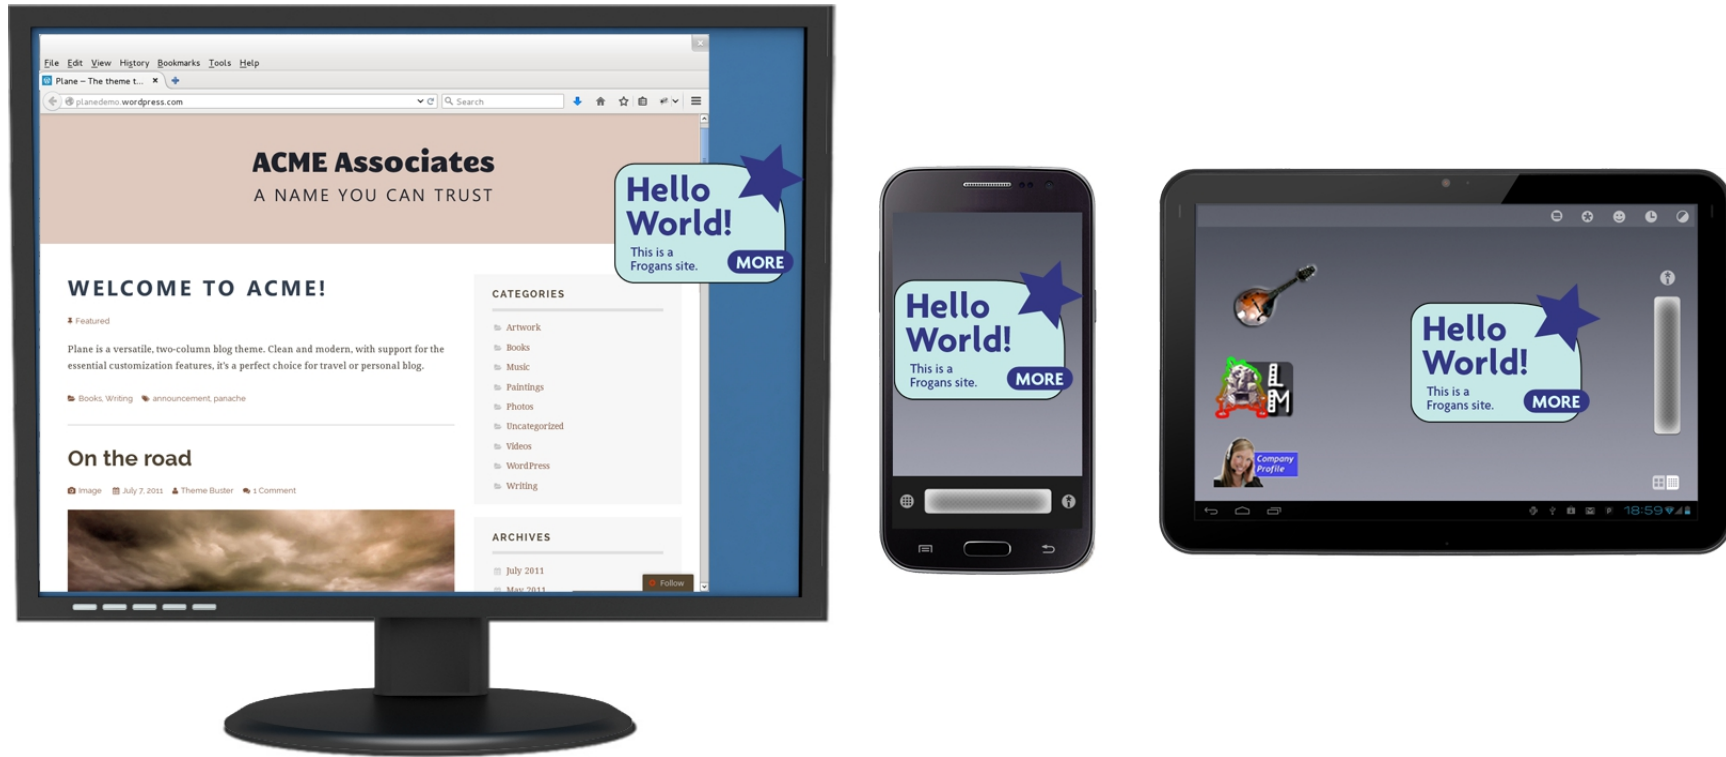 File Edit View History Bookmarks Tools Help
Plane – The theme t...
planedemo.wordpress.com
Search
ACME Associates
A NAME YOU CAN TRUST
WELCOME TO ACME!
Featured
Plane is a versatile, two-column blog theme. Clean and modern, with support for the
essential customization features, it's a perfect choice for travel or personal blog.
Books, Writing announcement, panache
On the road
Image July 7, 2011 Theme Buster 1 Comment
CATEGORIES
Artwork
Books
Music
Paintings
Photos
Uncategorized
Videos
WordPress
Writing
ARCHIVES
July 2011
May 2011
Follow
Hello
World!
This is a
Frogans site.
MORE
Hello
World!
This is a
Frogans site.
MORE
L
M
Company
Profile
Hello
World!
This is a
Frogans site.
MORE
18:59